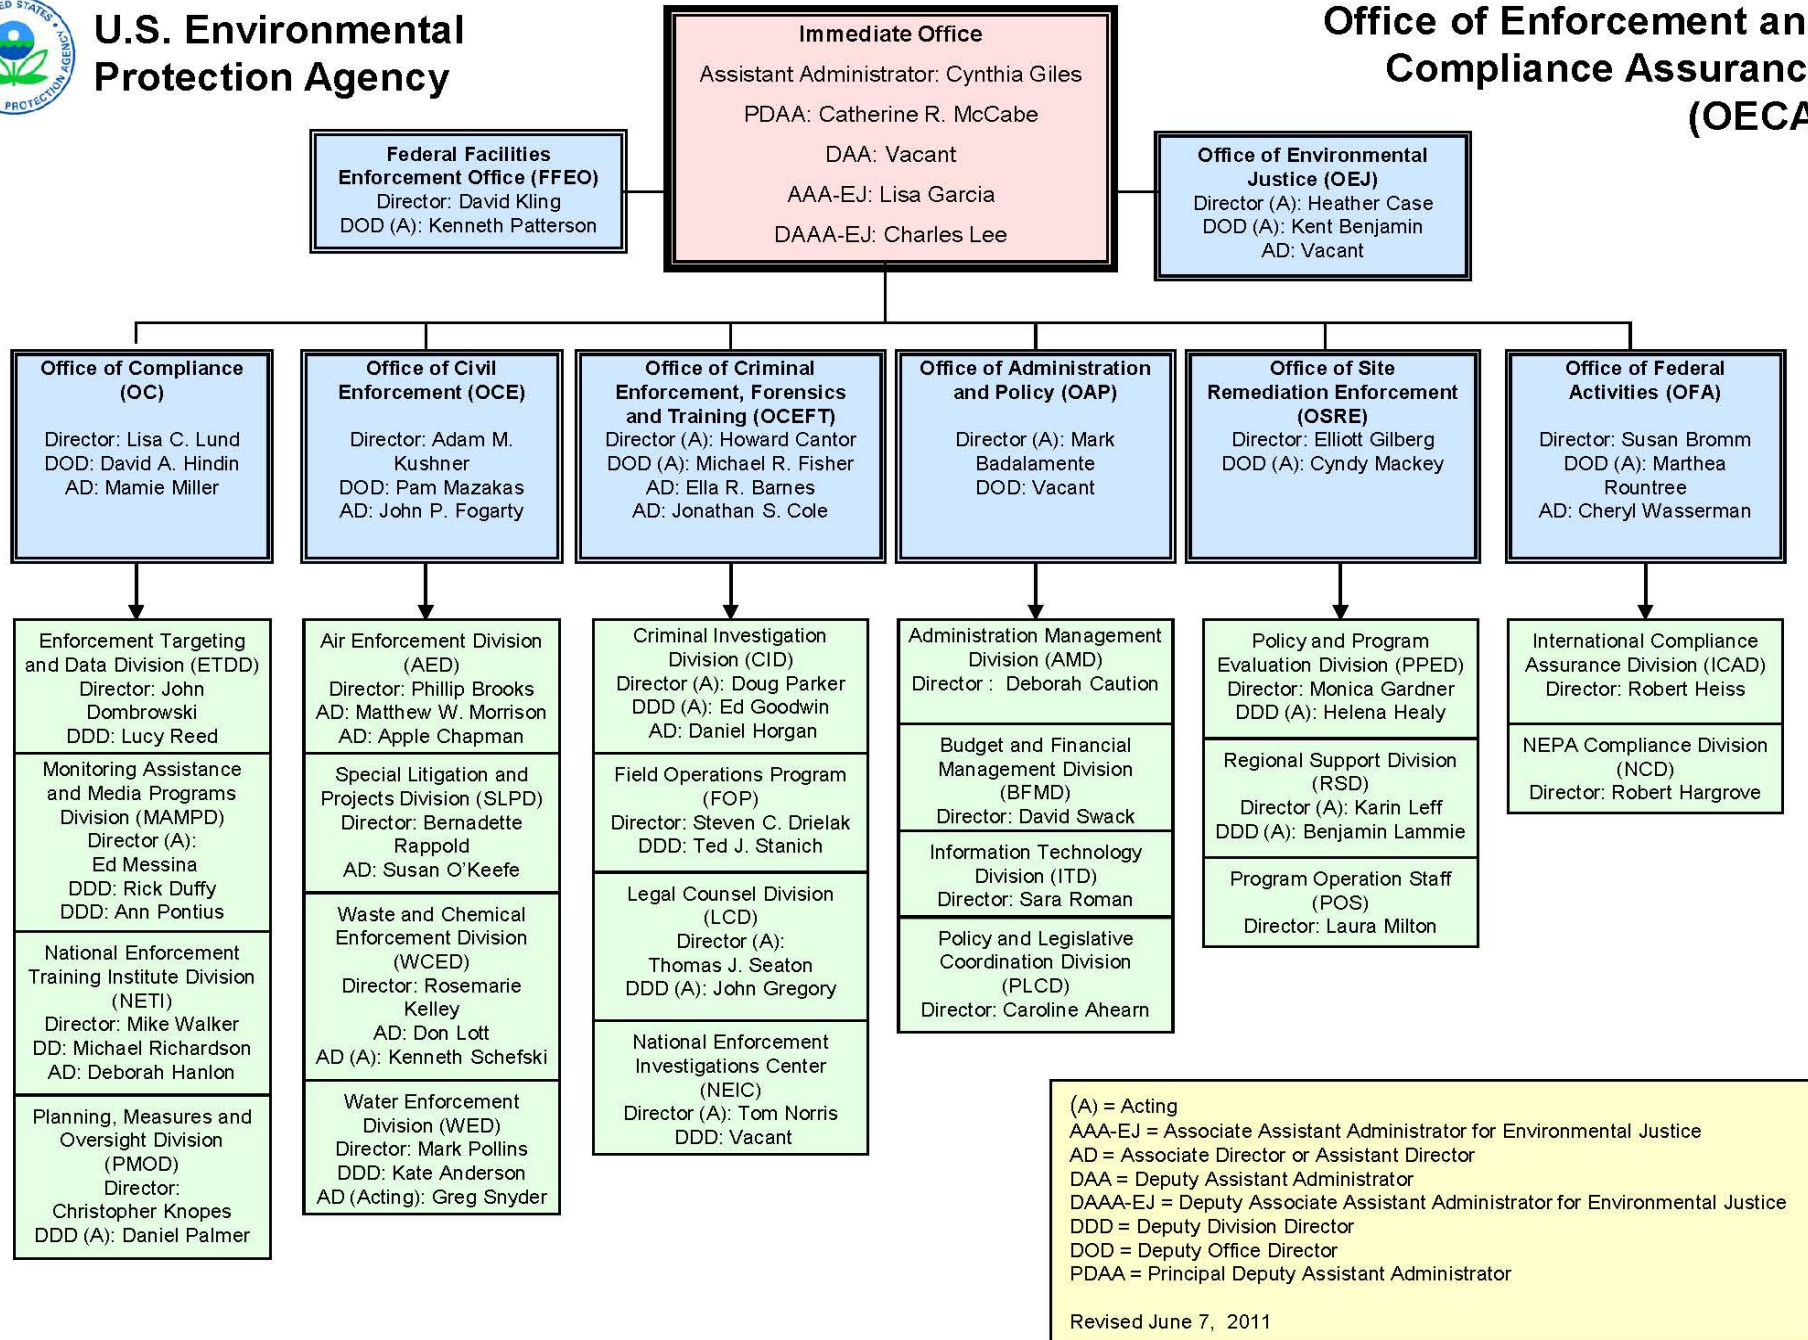 U.S. Environmental
Protection Agency
PROTECTION AGENCY
Office of Enforcement an
Compliance Assuranc
(OECA
Immediate Office
Assistant Administrator: Cynthia Giles
PDAA: Catherine R. McCabe
DAA: Vacant
AAA-EJ: Lisa Garcia
DAAA-EJ: Charles Lee
Federal Facilities
Enforcement Office (FFEO)
Director: David Kling
DOD (A): Kenneth Patterson
Office of Environmental
Justice (OEJ)
Director (A): Heather Case
DOD (A): Kent Benjamin
AD: Vacant
Office of Compliance
(OC)
Director: Lisa C. Lund
DOD: David A. Hindin
AD: Mamie Miller
Office of Civil
Enforcement (OCE)
Director: Adam M.
Kushner
DOD: Pam Mazakas
AD: John P. Fogarty
Office of Criminal
Enforcement, Forensics
and Training (OCEFT)
Director (A): Howard Cantor
DOD (A): Michael R. Fisher
AD: Ella R. Barnes
AD: Jonathan S. Cole
Office of Administration
and Policy (OAP)
Director (A): Mark
Badalamente
DOD: Vacant
Office of Site
Remediation Enforcement
(OSRE)
Director: Elliott Gilberg
DOD (A): Cyndy Mackey
Office of Federal
Activities (OFA)
Director: Susan Bromm
DOD (A): Marthea
Rountree
AD: Cheryl Wasserman
Enforcement Targeting
and Data Division (ETDD)
Director: John
Dombrowski
DDD: Lucy Reed
Monitoring Assistance
and Media Programs
Division (MAMPD)
Director (A):
Ed Messina
DDD: Rick Duffy
DDD: Ann Pontius
National Enforcement
Training Institute Division
(NETI)
Director: Mike Walker
DD: Michael Richardson
AD: Deborah Hanlon
Planning, Measures and
Oversight Division
(PMOD)
Director:
Christopher Knopes
DDD (A): Daniel Palmer
Air Enforcement Division
(AED)
Director: Phillip Brooks
AD: Matthew W. Morrison
AD: Apple Chapman
Special Litigation and
Projects Division (SLPD)
Director: Bernadette
Rappold
AD: Susan O'Keefe
Waste and Chemical
Enforcement Division
(WCED)
Director: Rosemarie
Kelley
AD: Don Lott
AD (A): Kenneth Schefski
Water Enforcement
Division (WED)
Director: Mark Pollins
DDD: Kate Anderson
AD (Acting): Greg Snyder
Criminal Investigation
Division (CID)
Director (A): Doug Parker
DDD (A): Ed Goodwin
AD: Daniel Horgan
Field Operations Program
(FOP)
Director: Steven C. Drielak
DDD: Ted J. Stanich
Legal Counsel Division
(LCD)
Director (A):
Thomas J. Seaton
DDD (A): John Gregory
National Enforcement
Investigations Center
(NEIC)
Director (A): Tom Norris
DDD: Vacant
Administration Management
Division (AMD)
Director : Deborah Caution
Budget and Financial
Management Division
(BFMD)
Director: David Swack
Information Technology
Division (ITD)
Director: Sara Roman
Policy and Legislative
Coordination Division
(PLCD)
Director: Caroline Ahearn
Policy and Program
Evaluation Division (PPED)
Director: Monica Gardner
DDD (A): Helena Healy
Regional Support Division
(RSD)
Director (A): Karin Leff
DDD (A): Benjamin Lammie
Program Operation Staff
(POS)
Director: Laura Milton
International Compliance
Assurance Division (ICAD)
Director: Robert Heiss
NEPA Compliance Division
(NCD)
Director: Robert Hargrove
(A) = Acting
AAA-EJ = Associate Assistant Administrator for Environmental Justice
AD = Associate Director or Assistant Director
DAA = Deputy Assistant Administrator
DAAA-EJ = Deputy Associate Assistant Administrator for Environmental Justice
DDD = Deputy Division Director
DOD = Deputy Office Director
PDAA = Principal Deputy Assistant Administrator
Revised June 7, 2011